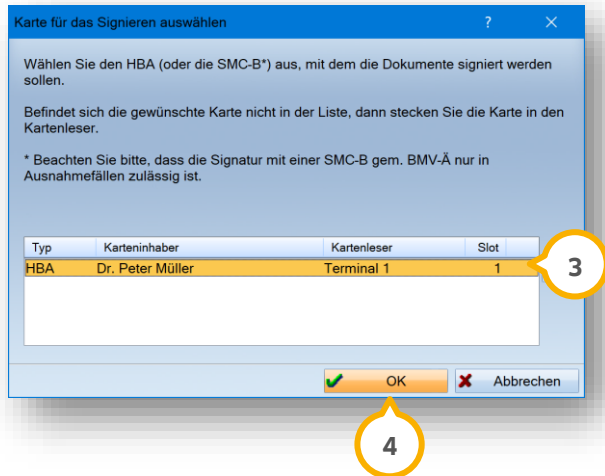 Karte für das Signieren auswählen ? ×
Wählen Sie den HBA (oder die SMC-B*) aus, mit dem die Dokumente signiert werden
sollen.
Befindet sich die gewünschte Karte nicht in der Liste, dann stecken Sie die Karte in den
Kartenleser.
* Beachten Sie bitte, dass die Signatur mit einer SMC-B gem. BMV-Ä nur in
Ausnahmefällen zulässig ist.
Typ Karteninhaber Kartenleser Slot
HBA Dr. Peter Müller Terminal 1 1
3
OK Abbrechen
4